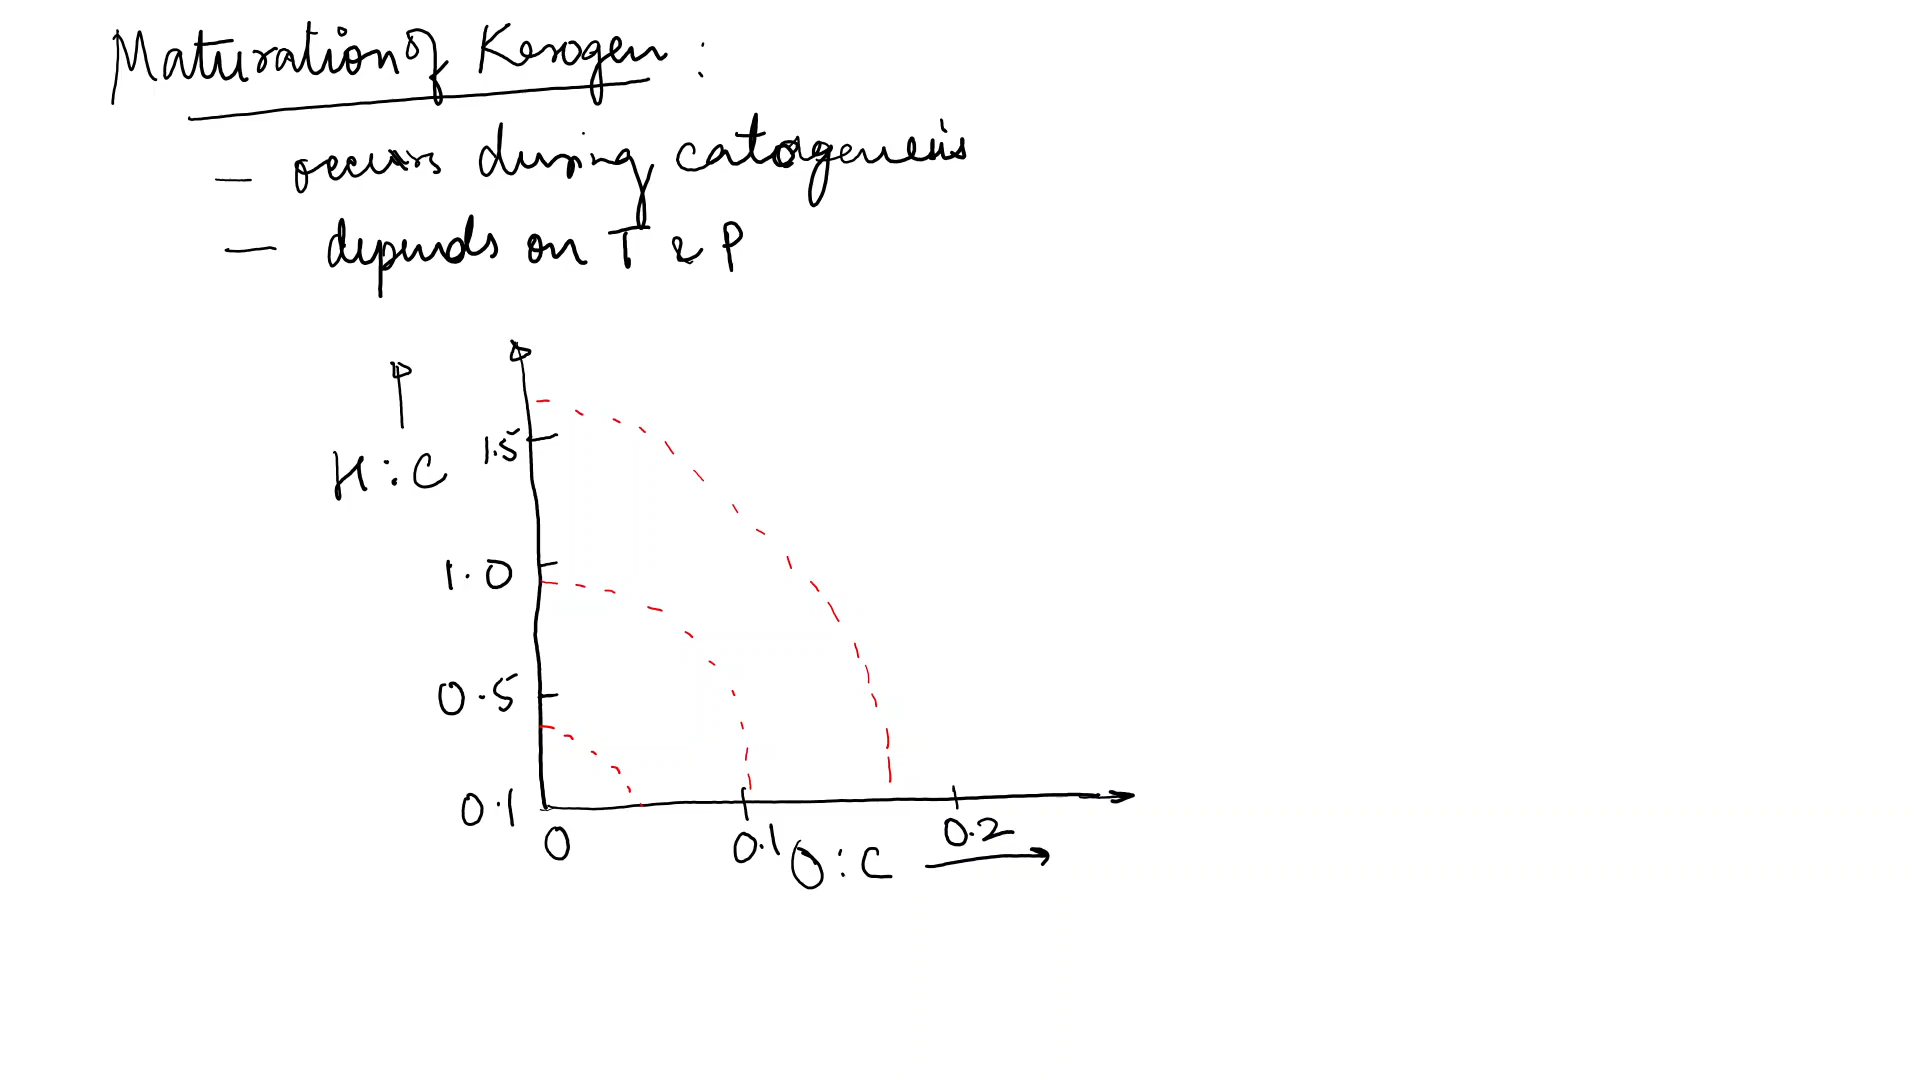 Maturation of Kerogen :
- occurs during catagenesis
- depends on T & P
H : C
1.5
1.0
0.5
0.1
0
0.1
0.2
O : C